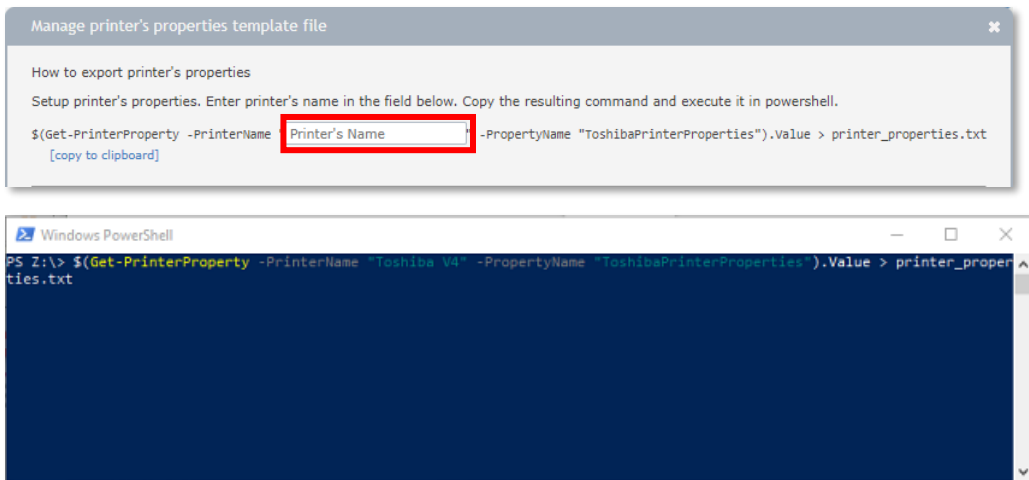 Manage printer's properties template file
How to export printer's properties
Setup printer's properties. Enter printer's name in the field below. Copy the resulting command and execute it in powershell.
$(Get-PrinterProperty -PrinterName "Printer's Name" -PropertyName "ToshibaPrinterProperties").Value > printer_properties.txt
[copy to clipboard]
Windows PowerShell
PS Z:\> $(Get-PrinterProperty -PrinterName "Toshiba V4" -PropertyName "ToshibaPrinterProperties").Value > printer_proper
ties.txt